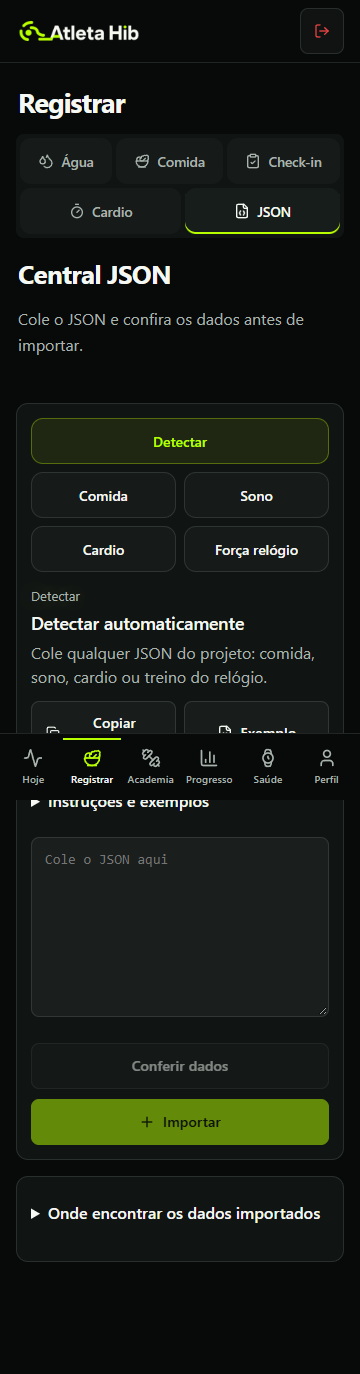 Atleta Hib
Registrar
Água
Comida
Check-in
Cardio
JSON
Central JSON
Cole o JSON e confira os dados antes de
importar.
Detectar
Comida
Sono
Cardio
Força relógio
Detectar
Detectar automaticamente
Cole qualquer JSON do projeto: comida,
sono, cardio ou treino do relógio.
Copiar
Exemplo
Hoje
Registrar
Academia
Progresso
Saúde
Perfil
Instruções e exemplos
Cole o JSON aqui
Conferir dados
Importar
Onde encontrar os dados importados